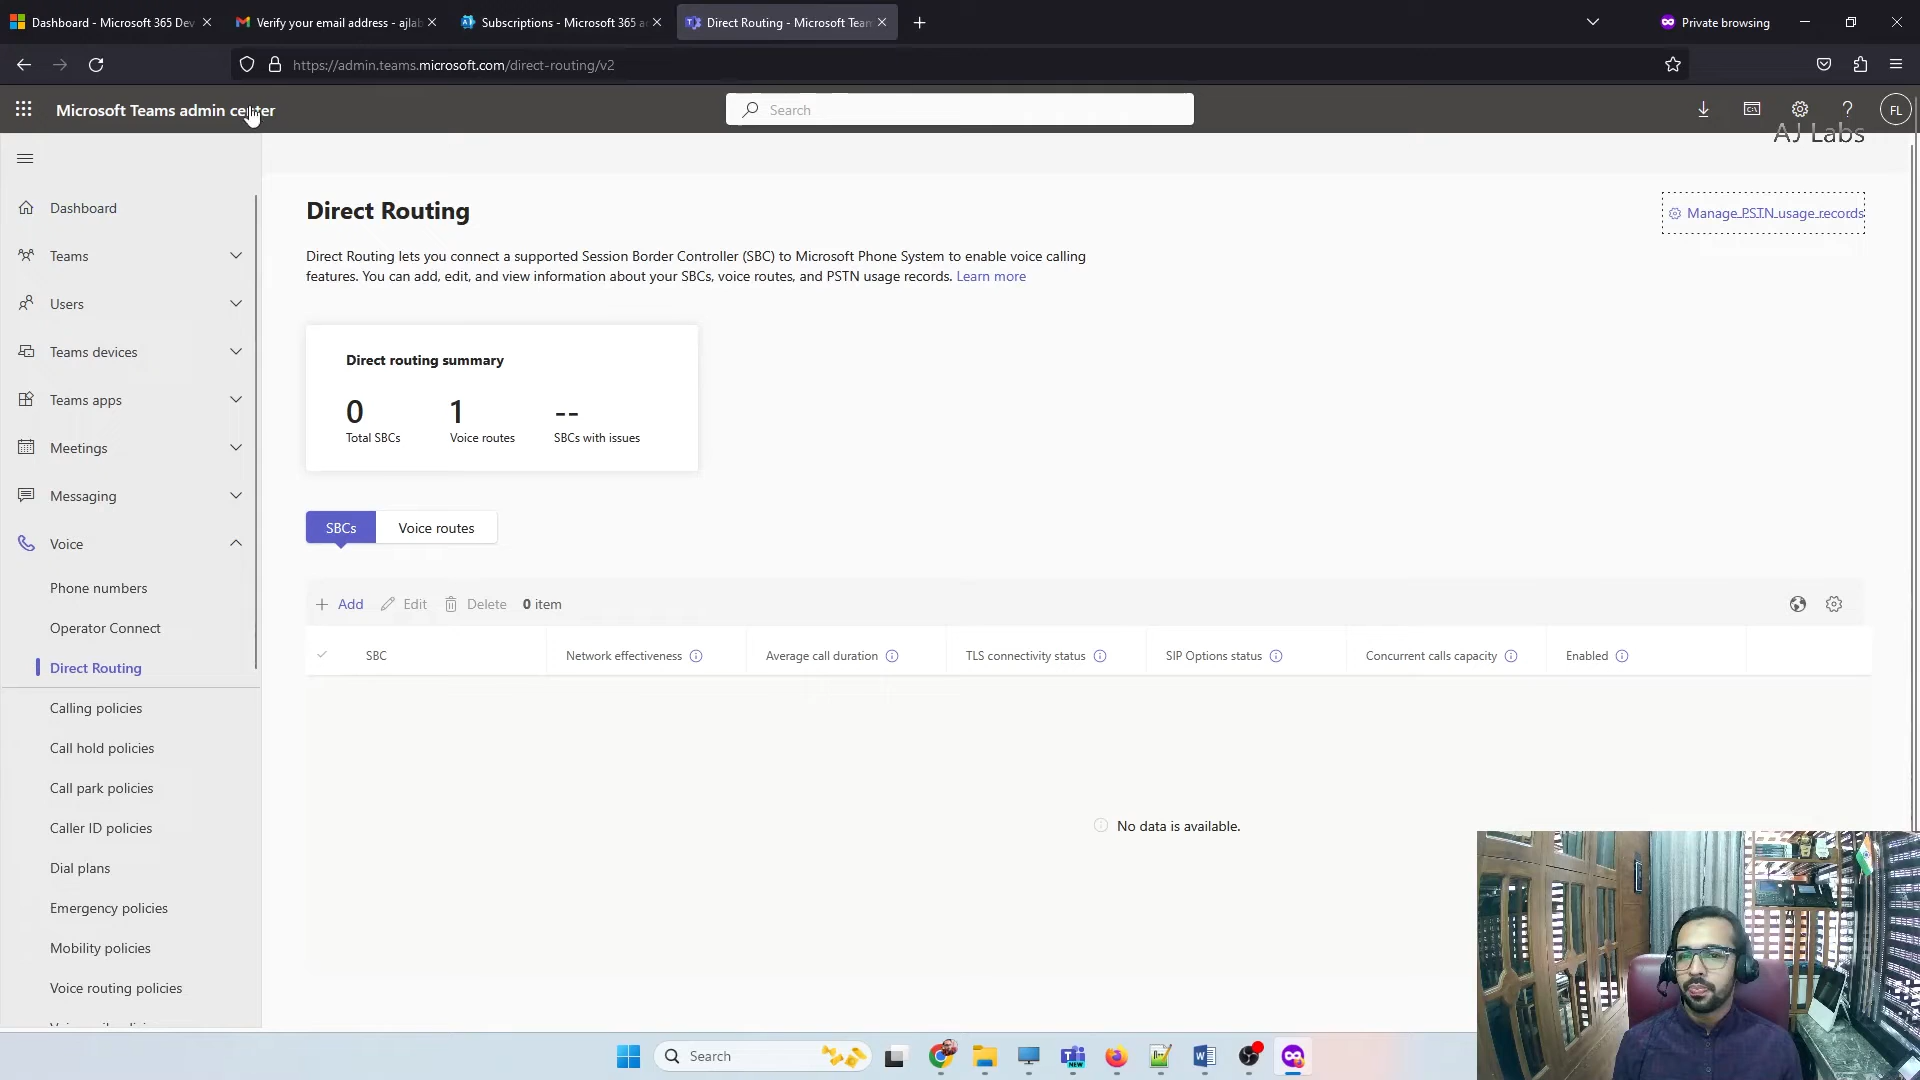 Dashboard - Microsoft 365 Dev
Verify your email address - ajlab
Subscriptions - Microsoft 365 a
Direct Routing - Microsoft Team
Private browsing
https://admin.teams.microsoft.com/direct-routing/v2
Microsoft Teams admin center
Search
FL
AJ Labs
Dashboard
Teams
Users
Teams devices
Teams apps
Meetings
Messaging
Voice
Phone numbers
Operator Connect
Direct Routing
Calling policies
Call hold policies
Call park policies
Caller ID policies
Dial plans
Emergency policies
Mobility policies
Voice routing policies
Direct Routing
Manage PSTN usage records
Direct Routing lets you connect a supported Session Border Controller (SBC) to Microsoft Phone System to enable voice calling
features. You can add, edit, and view information about your SBCs, voice routes, and PSTN usage records. Learn more
Direct routing summary
0 1 --
Total SBCs Voice routes SBCs with issues
SBCs Voice routes
Add Edit Delete 0 item
SBC Network effectiveness Average call duration TLS connectivity status SIP Options status Concurrent calls capacity Enabled
No data is available.
Search
NEW